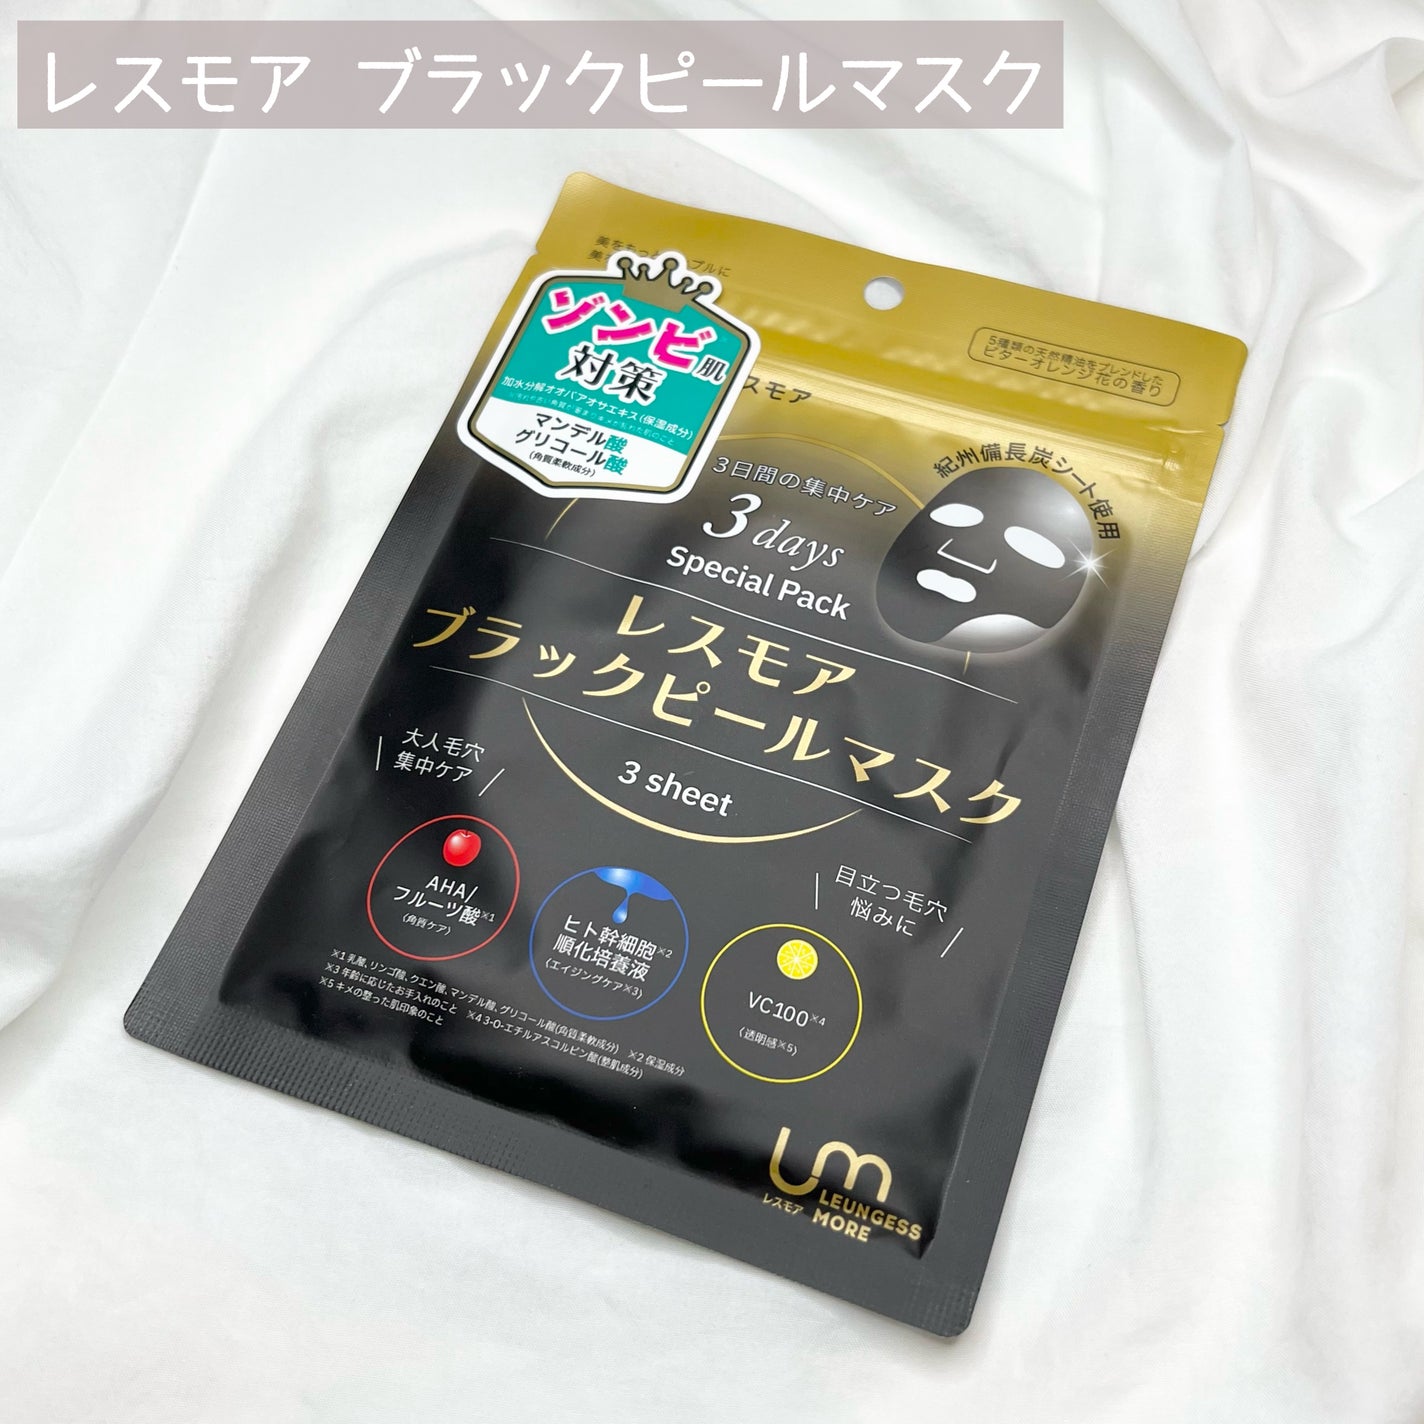 レスモア ブラックピールマスク
美をもっと
プルに
美を
5種類の天然精油をブレンドした
ビターオレンジ花の香り
ゾンビ肌
対策
加水分解オオバアオサエキス(保湿成分)
マンデル酸
グリコール酸
(角質柔軟成分)
スモア
紀州備長炭シート使用
3日間の集中ケア
3 days
Special Pack
レスモア
ブラックピールマスク
3 sheet
大人毛穴
集中ケア
AHA/
フルーツ酸※1
(角質ケア)
ヒト幹細胞※2
順化培養液
(エイジングケア※3)
目立つ毛穴
悩みに
VC100※4
(透明感※5)
※1 乳酸、リンゴ酸、クエン酸、マンデル酸、グリコール酸(角質柔軟成分) ※2 保湿成分
※3 年齢に応じたお手入れのこと ※4 3-O-エチルアスコルビン酸(整肌成分)
※5 キメの整った肌印象のこと
Lm
レスモア
LEUNGESS
MORE